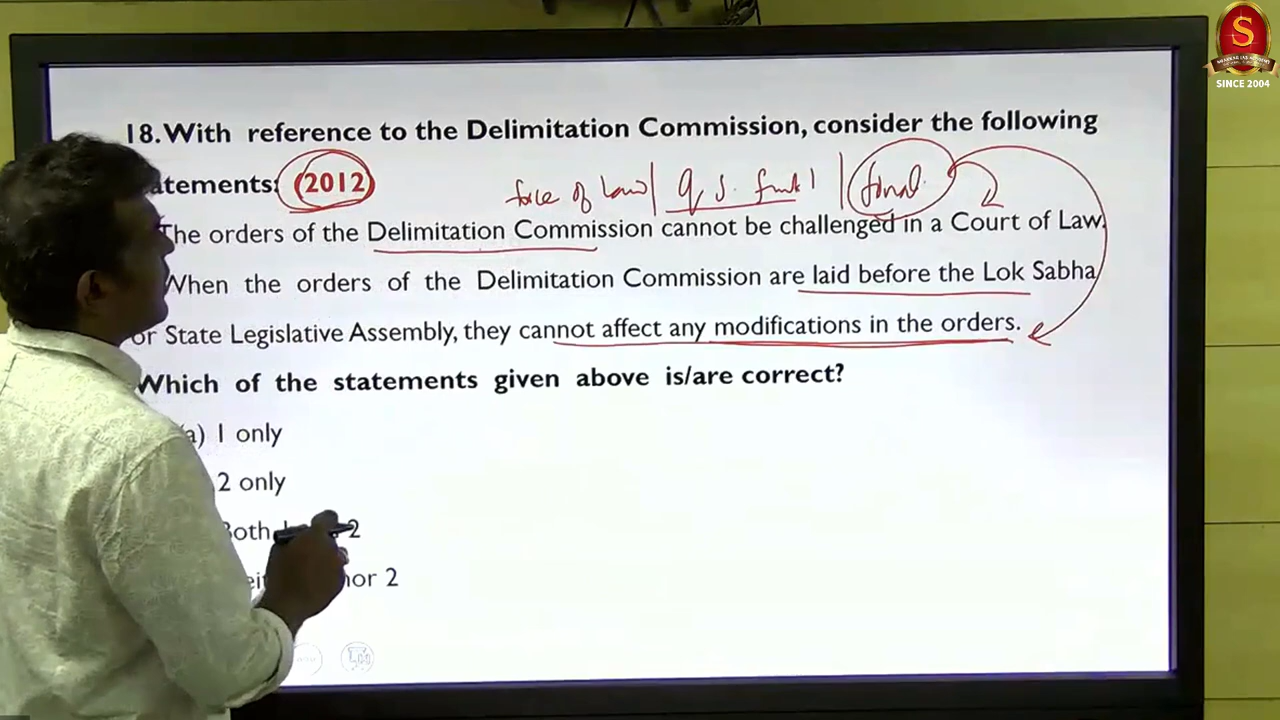 18. With reference to the Delimitation Commission, consider the following
atements: (2012)
force of law | q. J. | final
The orders of the Delimitation Commission cannot be challenged in a Court of Law.
When the orders of the Delimitation Commission are laid before the Lok Sabha
or State Legislative Assembly, they cannot affect any modifications in the orders.
Which of the statements given above is/are correct?
a) 1 only
2 only
Both 2
nor 2
S
SINCE 2004